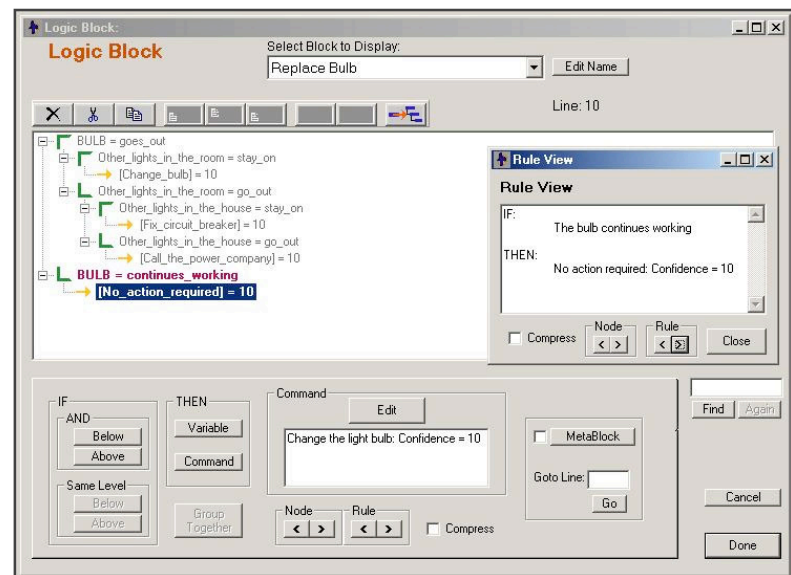 Logic Block:
Logic Block
Select Block to Display:
Replace Bulb
Edit Name
Line: 10
BULB = goes_out
Other_lights_in_the_room = stay_on
[Change_bulb] = 10
Other_lights_in_the_room = go_out
Other_lights_in_the_house = stay_on
[Fix_circuit_breaker] = 10
Other_lights_in_the_house = go_out
[Call_the_power_company] = 10
BULB = continues_working
[No_action_required] = 10
Rule View
Rule View
IF:
The bulb continues working
THEN:
No action required: Confidence = 10
Compress
Node
< >
Rule
< >
Close
IF
AND
Below
Above
Same Level
Below
Above
THEN
Variable
Command
Group
Together
Command
Edit
Change the light bulb: Confidence = 10
Node
< >
Rule
< >
Compress
MetaBlock
Goto Line:
Go
Find Again
Cancel
Done